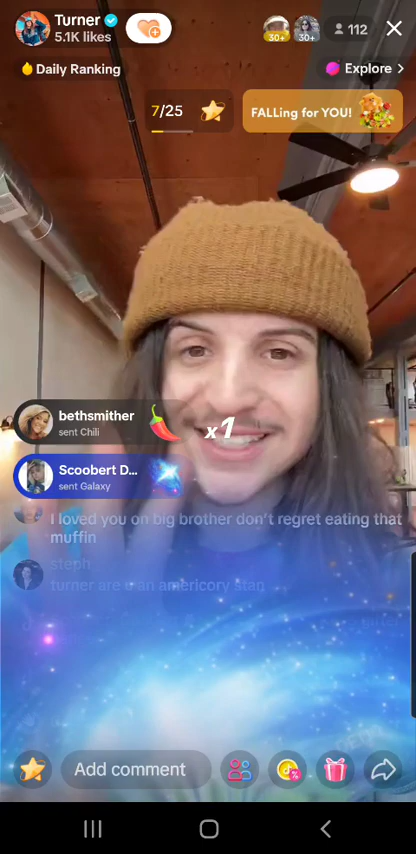 Turner
5.1K likes
30+
30+
112
Daily Ranking
Explore >
7/25
FALLing for YOU!
bethsmither
sent Chili
x1
Scoobert D...
sent Galaxy
I loved you on big brother don't regret eating that
muffin
steph
turner are u an americory stan
Add comment